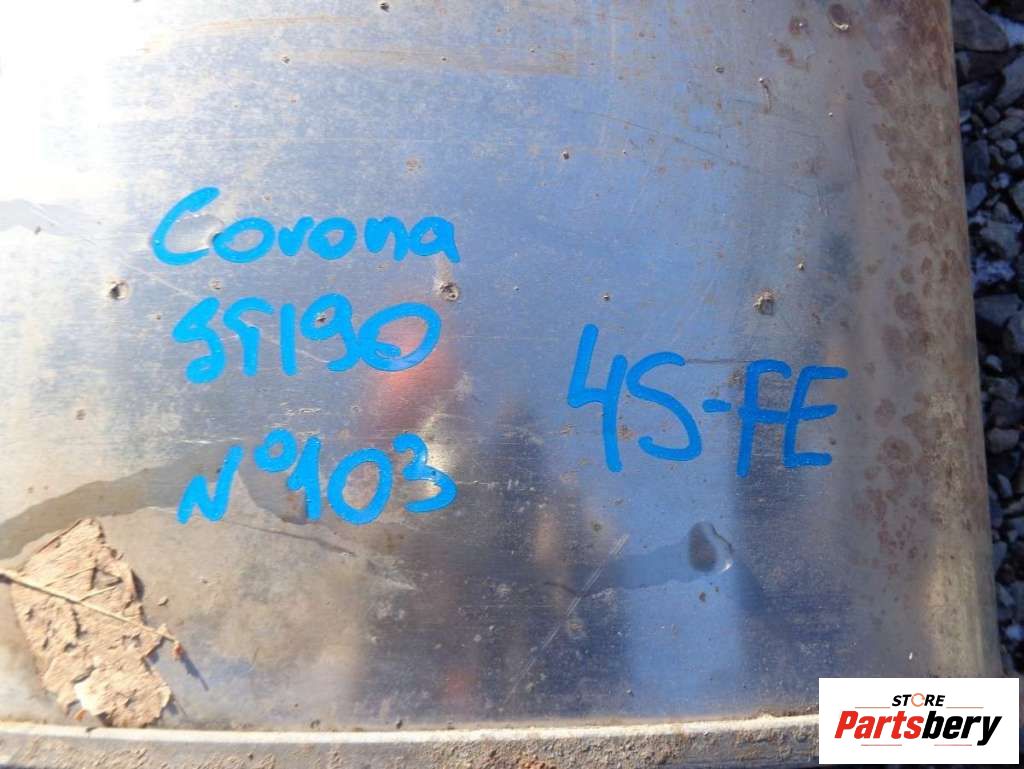 Corona
ST190
N°103
4S-FE
STORE
Partsbery